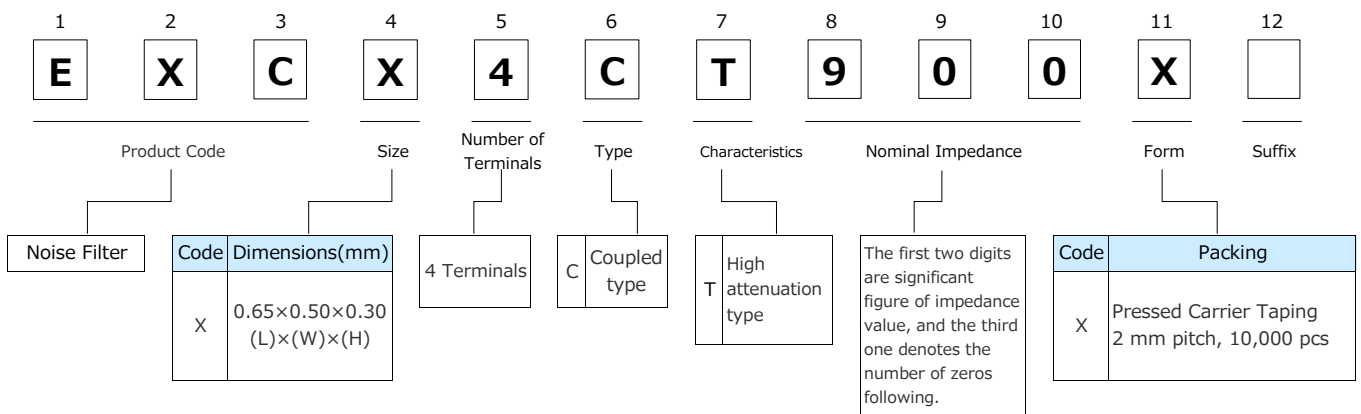 1 2 3 4 5 6 7 8 9 10 11 12
E X C X 4 C T 9 0 0 X
Product Code
Size
Number of
Terminals
Type
Characteristics
Nominal Impedance
Form
Suffix
Noise Filter
Code Dimensions(mm)
X 0.65×0.50×0.30
(L)×(W)×(H)
4 Terminals
C Coupled
type
T High
attenuation
type
The first two digits
are significant
figure of impedance
value, and the third
one denotes the
number of zeros
following.
Code Packing
X Pressed Carrier Taping
2 mm pitch, 10,000 pcs